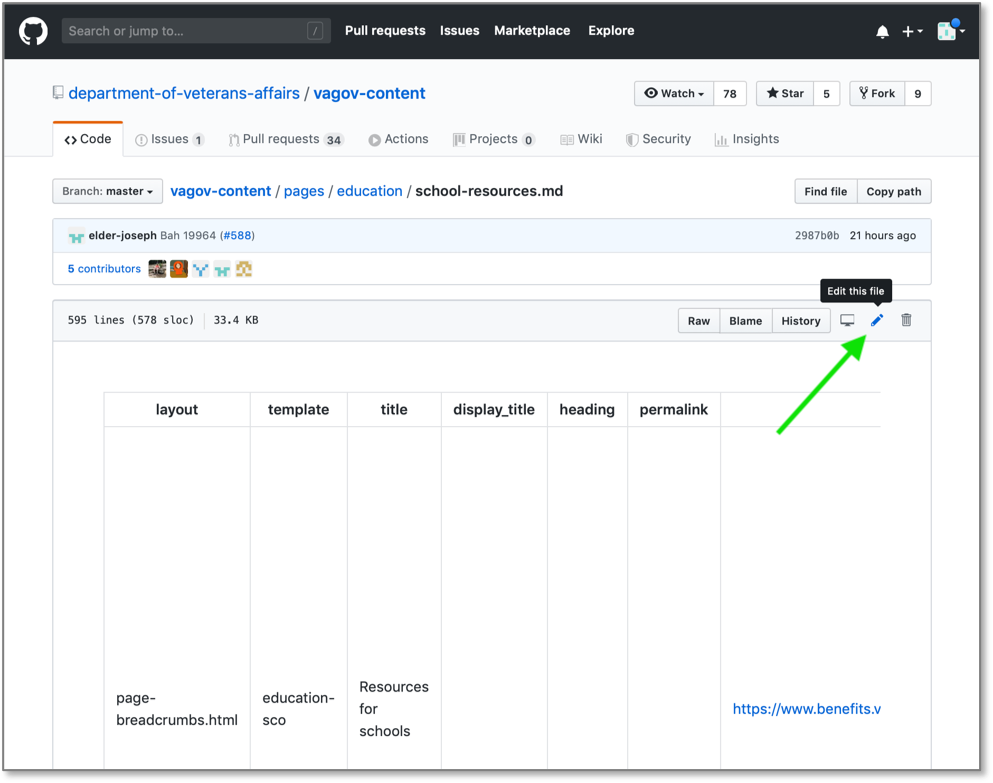 Search or jump to… / Pull requests Issues Marketplace Explore
department-of-veterans-affairs / vagov-content Watch 78 Star 5 Fork 9
Code Issues 1 Pull requests 34 Actions Projects 0 Wiki Security Insights
Branch: master vagov-content / pages / education / school-resources.md Find file Copy path
elder-joseph Bah 19964 (#588) 2987b0b 21 hours ago
5 contributors
Edit this file
595 lines (578 sloc) 33.4 KB Raw Blame History
layout template title display_title heading permalink
page-breadcrumbs.html education-sco Resources for schools https://www.benefits.v